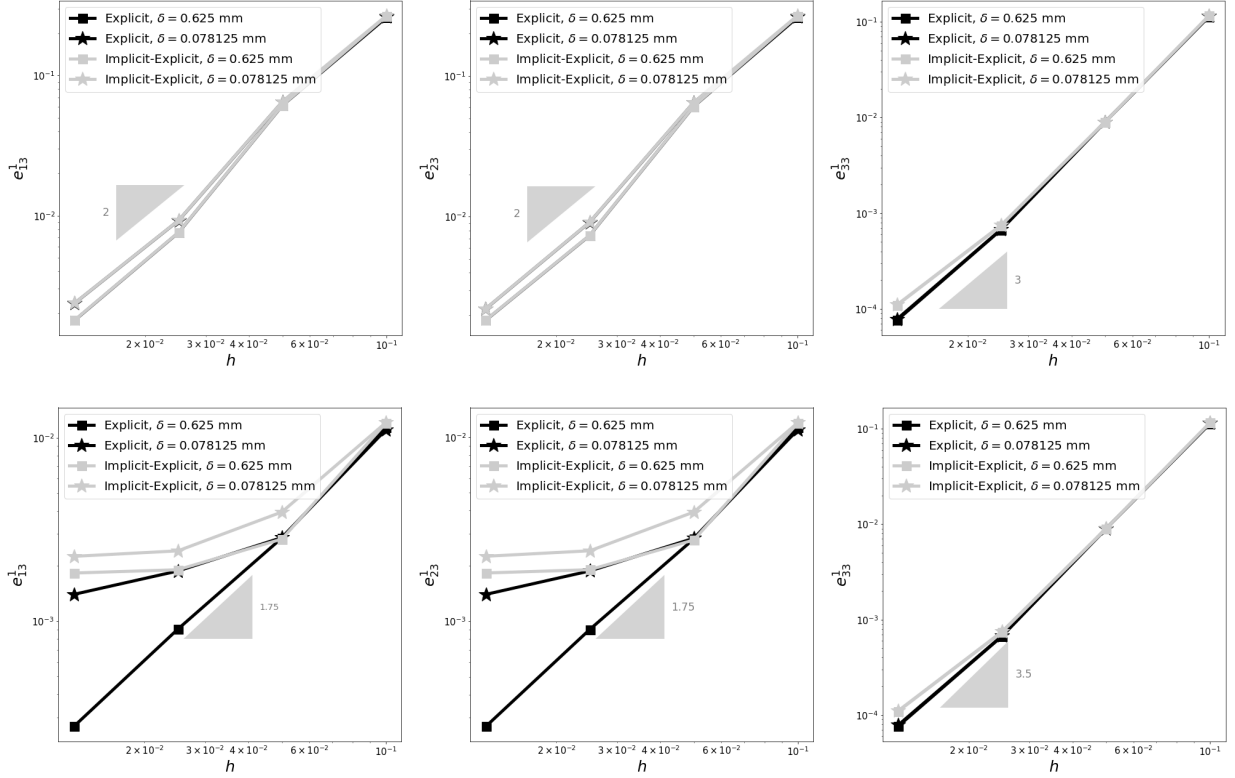 Explicit, δ = 0.625 mm
Explicit, δ = 0.078125 mm
Implicit-Explicit, δ = 0.625 mm
Implicit-Explicit, δ = 0.078125 mm
10⁻¹
10⁻²
e¹₁₃
2
2 × 10⁻² 3 × 10⁻² 4 × 10⁻² 6 × 10⁻² 10⁻¹
h
Explicit, δ = 0.625 mm
Explicit, δ = 0.078125 mm
Implicit-Explicit, δ = 0.625 mm
Implicit-Explicit, δ = 0.078125 mm
10⁻¹
10⁻²
e¹₂₃
2
2 × 10⁻² 3 × 10⁻² 4 × 10⁻² 6 × 10⁻² 10⁻¹
h
Explicit, δ = 0.625 mm
Explicit, δ = 0.078125 mm
Implicit-Explicit, δ = 0.625 mm
Implicit-Explicit, δ = 0.078125 mm
10⁻¹
10⁻²
10⁻³
10⁻⁴
e¹₃₃
3
2 × 10⁻² 3 × 10⁻² 4 × 10⁻² 6 × 10⁻² 10⁻¹
h
Explicit, δ = 0.625 mm
Explicit, δ = 0.078125 mm
Implicit-Explicit, δ = 0.625 mm
Implicit-Explicit, δ = 0.078125 mm
10⁻²
10⁻³
e¹₁₃
1.75
2 × 10⁻² 3 × 10⁻² 4 × 10⁻² 6 × 10⁻² 10⁻¹
h
Explicit, δ = 0.625 mm
Explicit, δ = 0.078125 mm
Implicit-Explicit, δ = 0.625 mm
Implicit-Explicit, δ = 0.078125 mm
10⁻²
10⁻³
e¹₂₃
1.75
2 × 10⁻² 3 × 10⁻² 4 × 10⁻² 6 × 10⁻² 10⁻¹
h
Explicit, δ = 0.625 mm
Explicit, δ = 0.078125 mm
Implicit-Explicit, δ = 0.625 mm
Implicit-Explicit, δ = 0.078125 mm
10⁻¹
10⁻²
10⁻³
10⁻⁴
e¹₃₃
3.5
2 × 10⁻² 3 × 10⁻² 4 × 10⁻² 6 × 10⁻² 10⁻¹
h